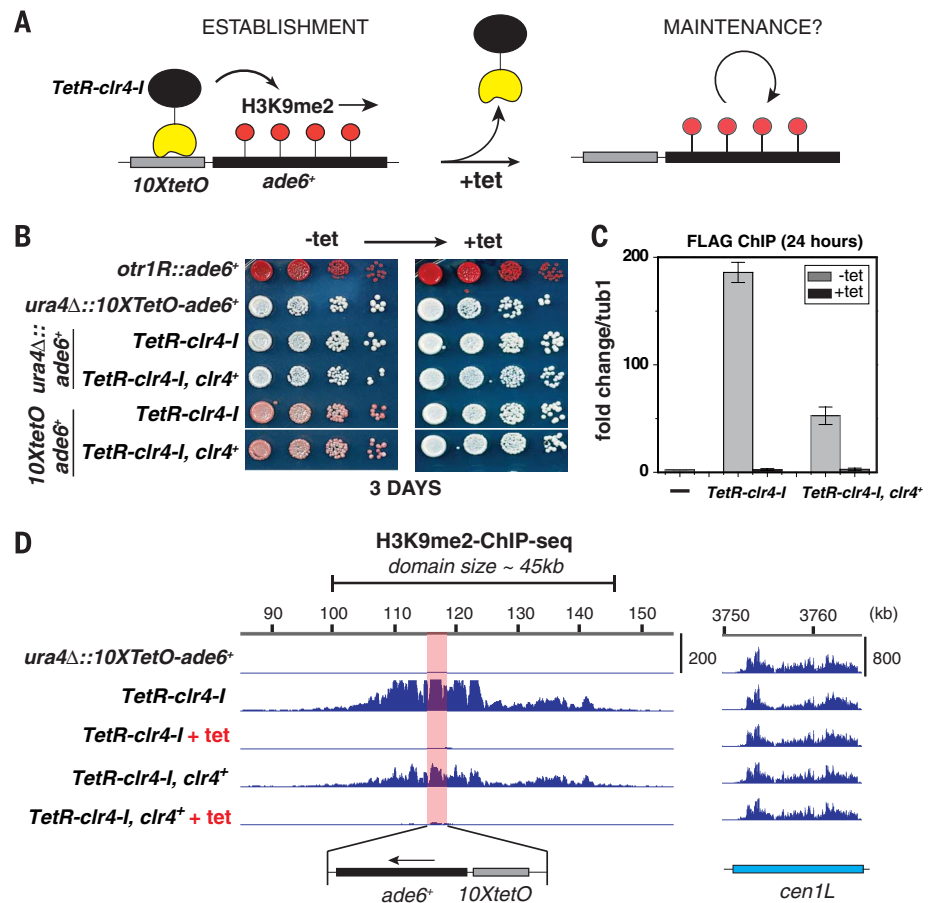 A
ESTABLISHMENT
MAINTENANCE?
TetR-clr4-I
H3K9me2
10XtetO
ade6+
+tet
B
-tet
+tet
otr1R::ade6+
ura4Δ::10XTetO-ade6+
ura4Δ::
ade6+
TetR-clr4-I
TetR-clr4-I, clr4+
10XtetO
ade6+
TetR-clr4-I
TetR-clr4-I, clr4+
3 DAYS
C
FLAG ChIP (24 hours)
fold change/tub1
200
100
0
-tet
+tet
–
TetR-clr4-I
TetR-clr4-I, clr4+
D
H3K9me2-ChIP-seq
domain size ~ 45kb
90 100 110 120 130 140 150
3750 3760 (kb)
ura4Δ::10XTetO-ade6+
200
800
TetR-clr4-I
TetR-clr4-I + tet
TetR-clr4-I, clr4+
TetR-clr4-I, clr4+ + tet
ade6+
10XtetO
cen1L